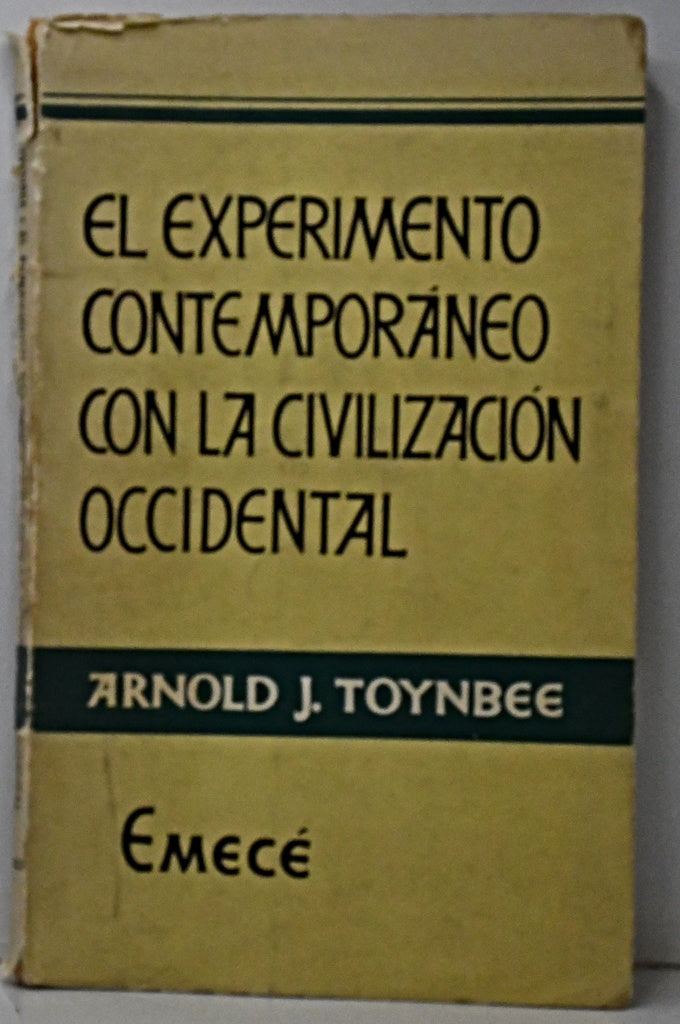 EL EXPERIMENTO
CONTEMPORÁNEO
CON LA CIVILIZACIÓN
OCCIDENTAL
ARNOLD J. TOYNBEE
Emecé